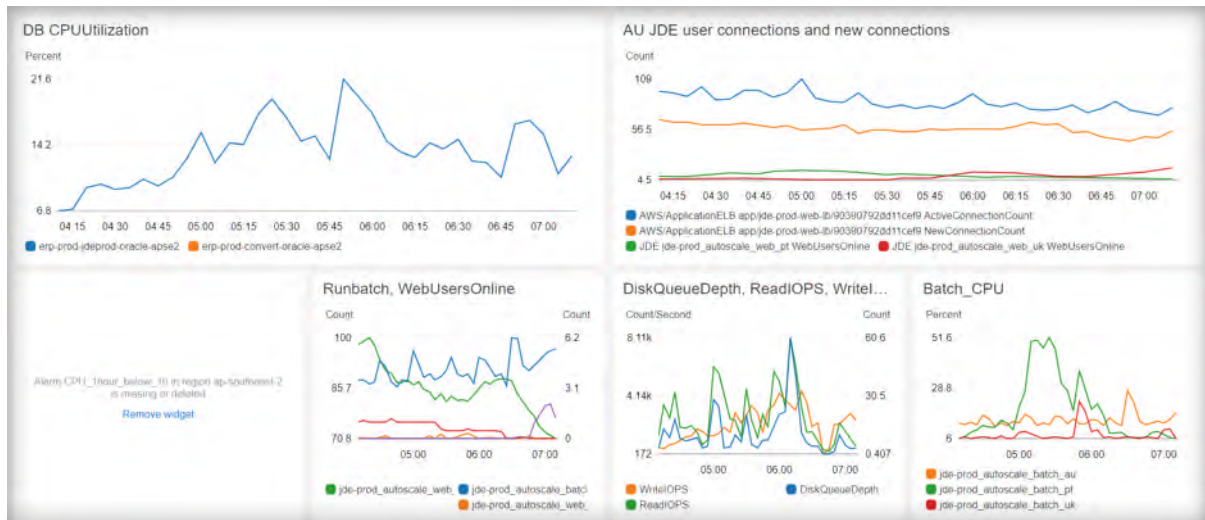 DB CPUUtilization
Percent
21.6
14.2
6.8
04:15 04:30 04:45 05:00 05:15 05:30 05:45 06:00 06:15 06:30 06:45 07:00
erp-prod-jdeprod-oracle-apse2 erp-prod-convert-oracle-apse2
AU JDE user connections and new connections
Count
109
56.5
4.5
04:15 04:30 04:45 05:00 05:15 05:30 05:45 06:00 06:15 06:30 06:45 07:00
AWS/ApplicationELB app/jde-prod-web-lb/90390792dd11cef9 ActiveConnectionCount
AWS/ApplicationELB app/jde-prod-web-lb/90390792dd11cef9 NewConnectionCount
JDE jde-prod_autoscale_web_pt WebUsersOnline JDE jde-prod_autoscale_web_uk WebUsersOnline
Alarm CPU_1hour_below_10 in region ap-southeast-2
is missing or deleted
Remove widget
Runbatch, WebUsersOnline
Count Count
100 6.2
85.7 3.1
70.8 0
05:00 06:00 07:00
jde-prod_autoscale_web_ jde-prod_autoscale_batc
jde-prod_autoscale_web_
DiskQueueDepth, ReadIOPS, WriteI...
Count/Second Count
8.11k 60.6
4.14k 30.5
172 0.407
05:00 06:00 07:00
WriteIOPS DiskQueueDepth
ReadIOPS
Batch_CPU
Percent
51.6
28.8
6
05:00 06:00 07:00
jde-prod_autoscale_batch_au
jde-prod_autoscale_batch_pt
jde-prod_autoscale_batch_uk